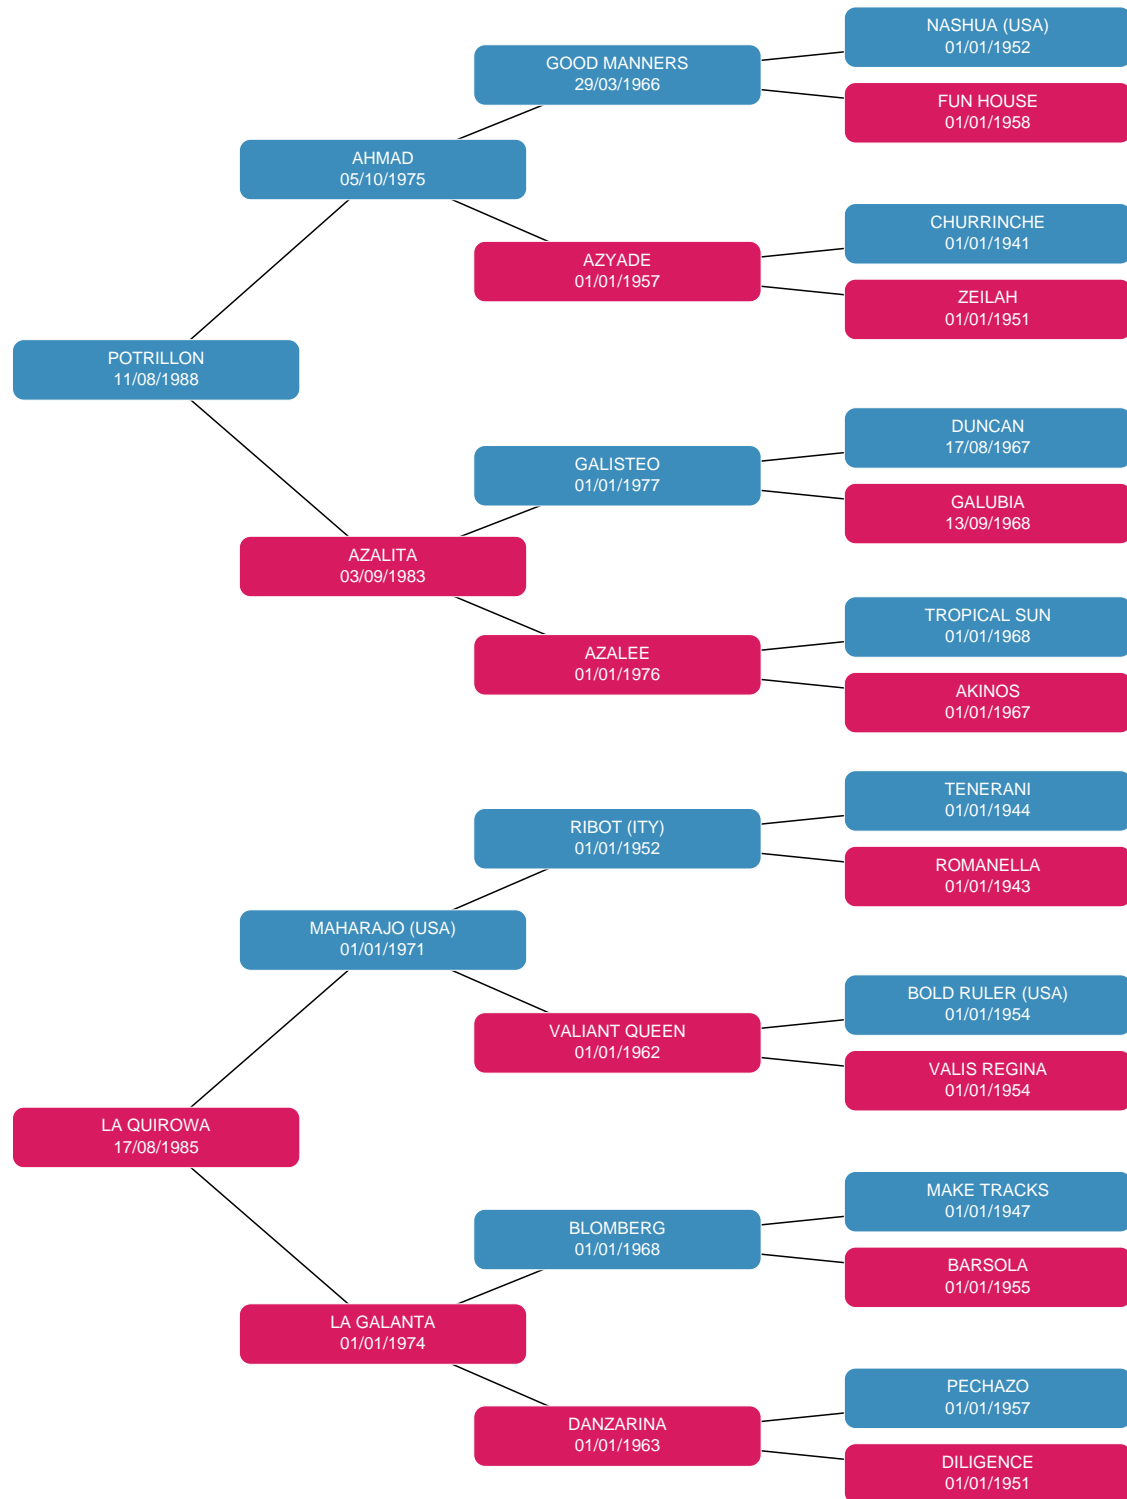 NASHUA (USA)
01/01/1952
GOOD MANNERS
29/03/1966
FUN HOUSE
01/01/1958
AHMAD
05/10/1975
CHURRINCHE
01/01/1941
AZYADE
01/01/1957
ZEILAH
01/01/1951
POTRILLON
11/08/1988
DUNCAN
17/08/1967
GALISTEO
01/01/1977
GALUBIA
13/09/1968
AZALITA
03/09/1983
TROPICAL SUN
01/01/1968
AZALEE
01/01/1976
AKINOS
01/01/1967
TENERANI
01/01/1944
RIBOT (ITY)
01/01/1952
ROMANELLA
01/01/1943
MAHARAJO (USA)
01/01/1971
BOLD RULER (USA)
01/01/1954
VALIANT QUEEN
01/01/1962
VALIS REGINA
01/01/1954
LA QUIROWA
17/08/1985
MAKE TRACKS
01/01/1947
BLOMBERG
01/01/1968
BARSOLA
01/01/1955
LA GALANTA
01/01/1974
PECHAZO
01/01/1957
DANZARINA
01/01/1963
DILIGENCE
01/01/1951